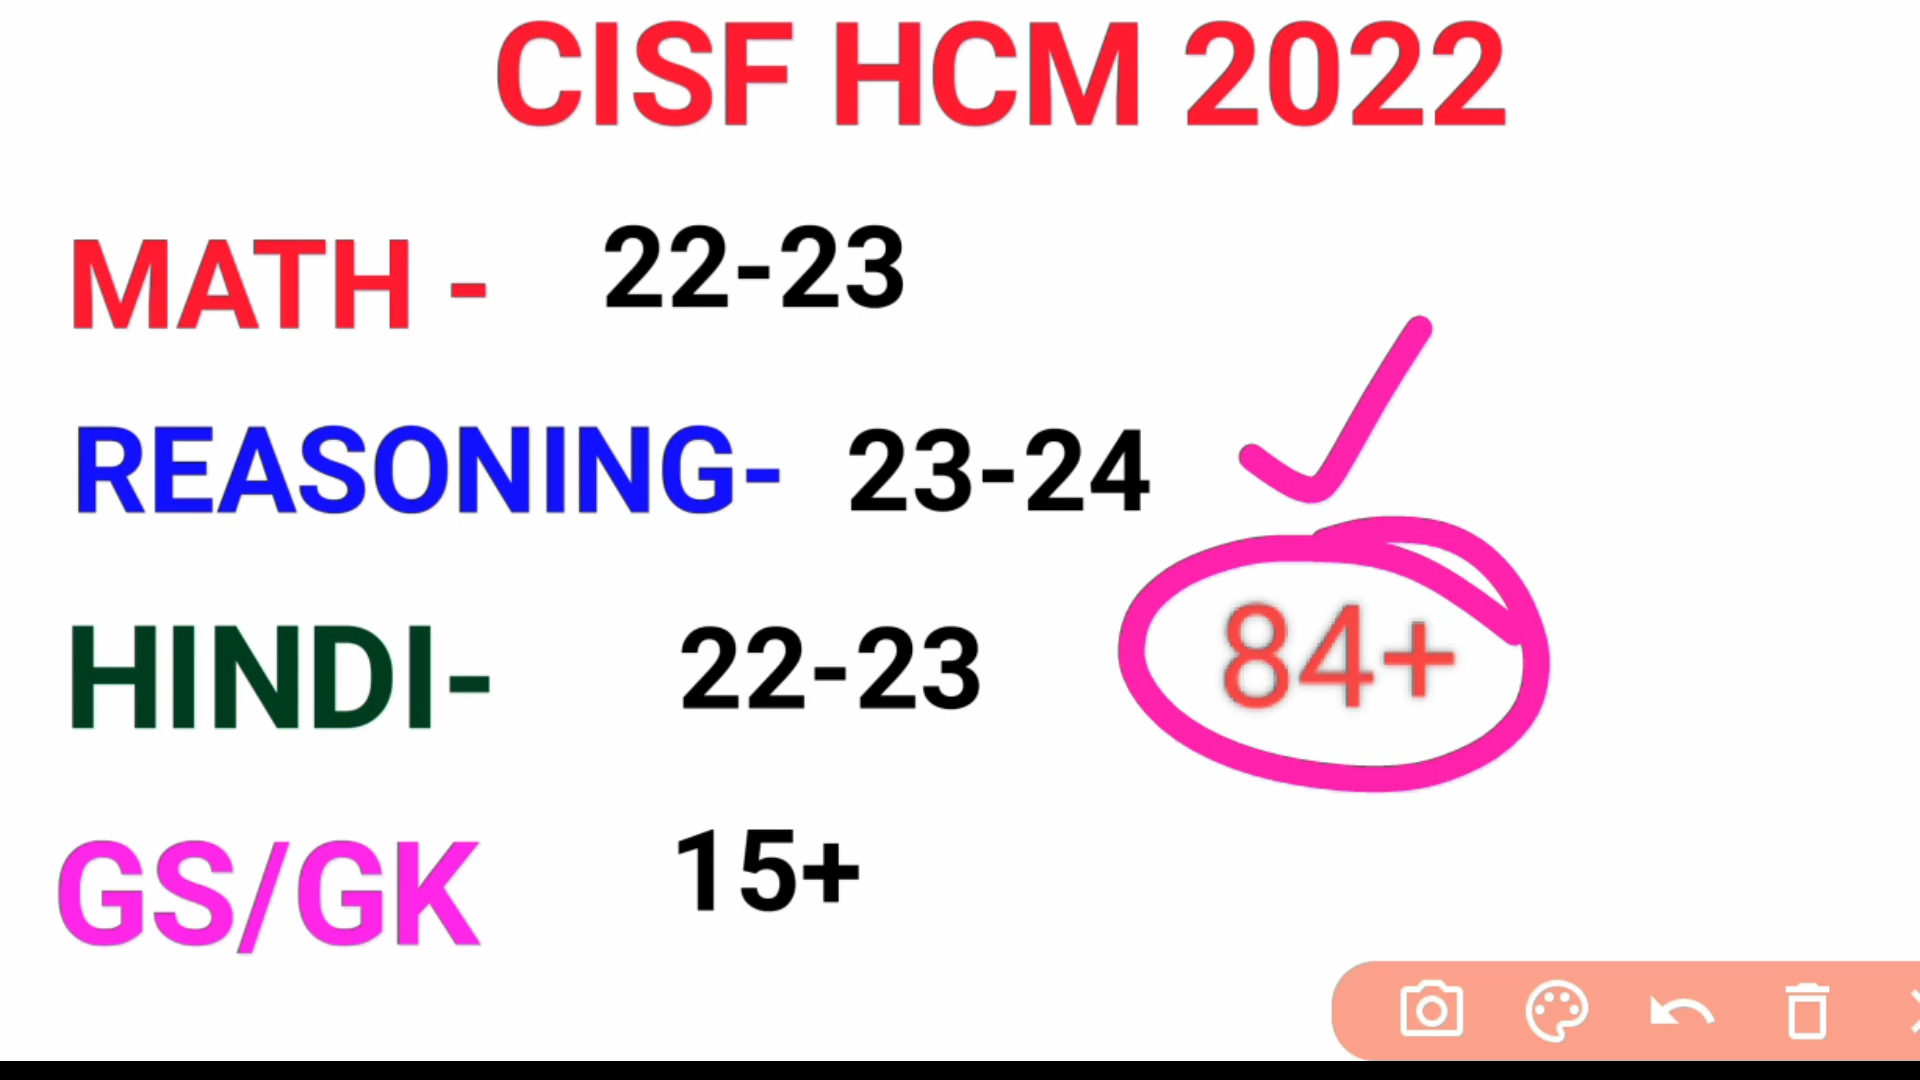 CISF HCM 2022
MATH - 22-23
REASONING- 23-24
HINDI- 22-23
84+
GS/GK 15+